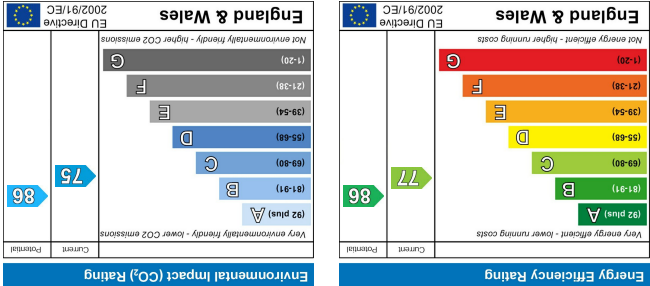 Energy Efficiency Rating
Current Potential
Very energy efficient - lower running costs
(92 plus) A
(81-91) B
(69-80) C
(55-68) D
(39-54) E
(21-38) F
(1-20) G
77
86
Not energy efficient - higher running costs
England & Wales
EU Directive
2002/91/EC
Environmental Impact (CO₂) Rating
Current Potential
Very environmentally friendly - lower CO2 emissions
(92 plus) A
(81-91) B
(69-80) C
(55-68) D
(39-54) E
(21-38) F
(1-20) G
75
86
Not environmentally friendly - higher CO2 emissions
England & Wales
EU Directive
2002/91/EC